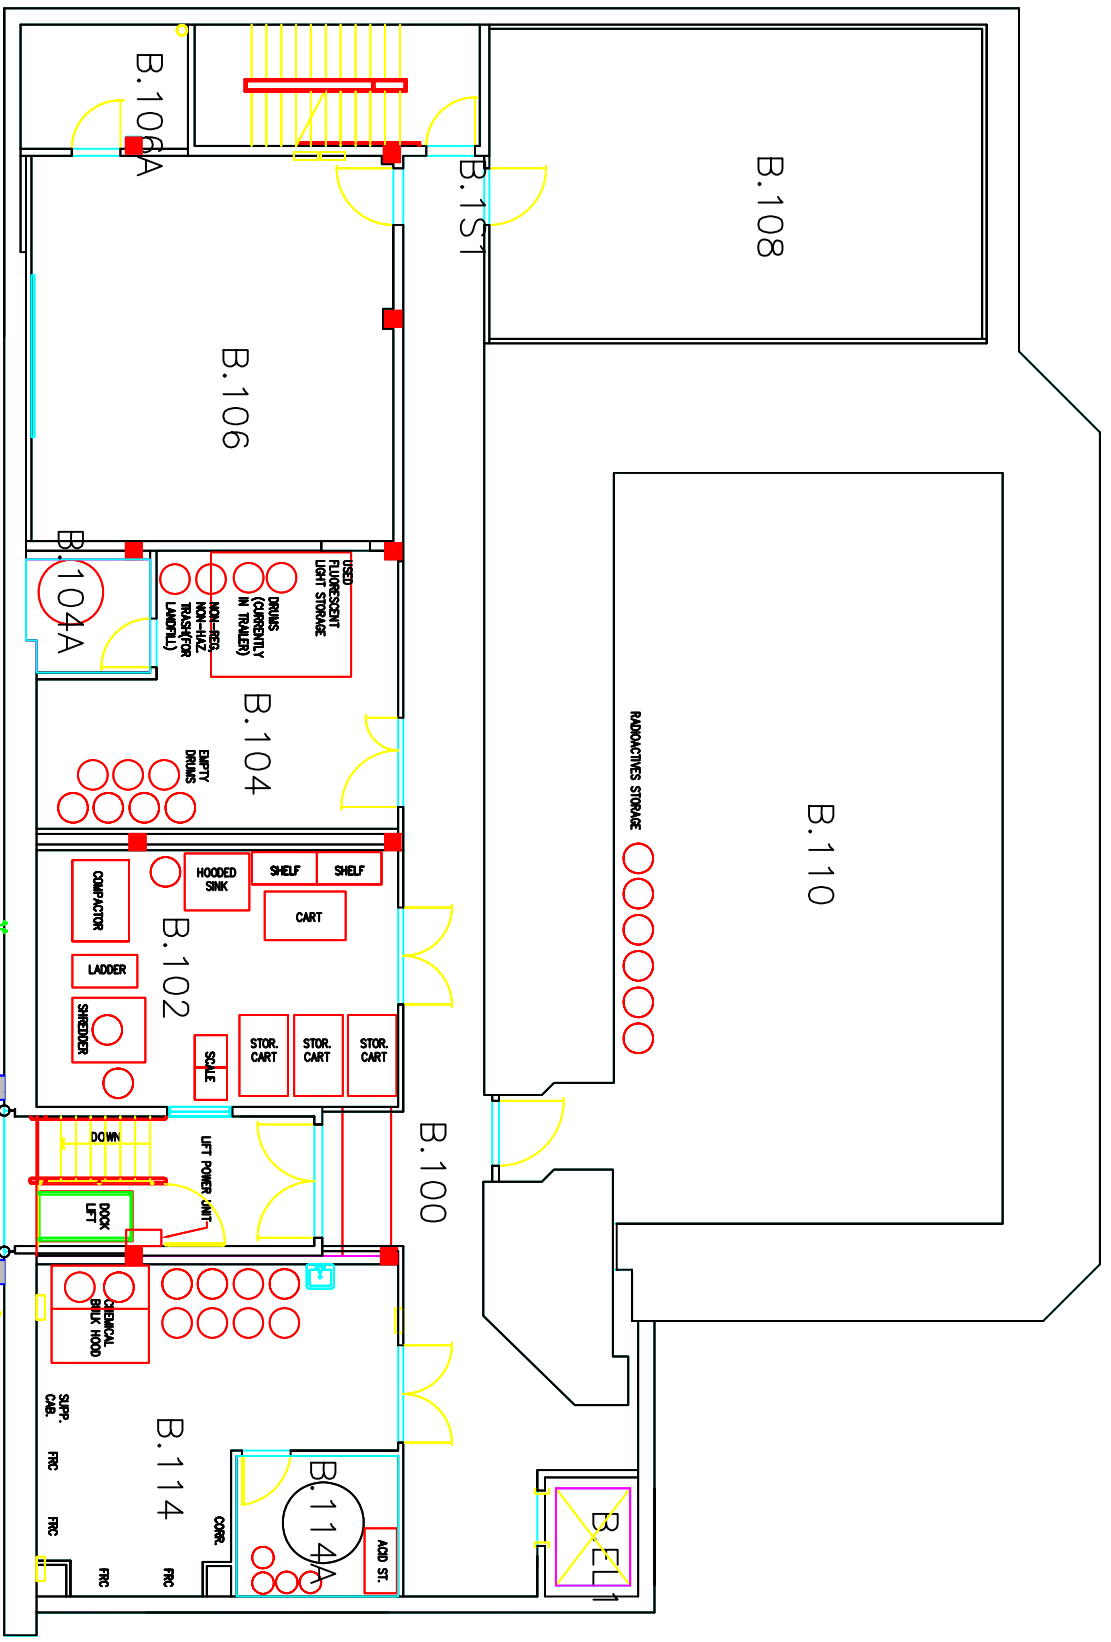 B.106A
B.1S1
B.108
B.106
B.104A
USED
FLUORESCENT
LIGHT STORAGE
DRUMS
(CURRENTLY
IN TRAILER)
NON-REG,
NON-HAZ
TRASH(FOR
LANDFILL)
B.104
EMPTY
DRUMS
RADIOACTIVES STORAGE
B.110
COMPACTOR
HOODED
SINK
SHELF
SHELF
CART
LADDER
B.102
SHREDDER
SCALE
STOR.
CART
STOR.
CART
STOR.
CART
DOWN
LIFT POWER UNIT
DOCK
LIFT
B.100
CHEMICAL
BULK HOOD
SUPP.
CAB.
FRC
FRC
FRC
FRC
B.114
CORR.
B.114A
ACID ST.
BEL1